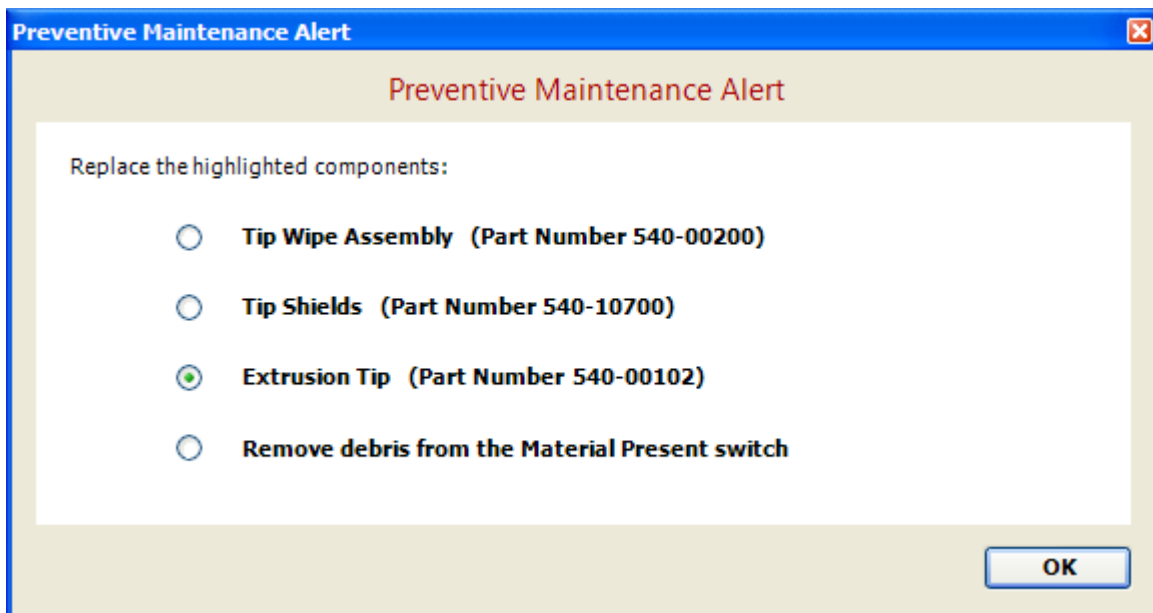 Preventive Maintenance Alert
Preventive Maintenance Alert
Replace the highlighted components:
Tip Wipe Assembly (Part Number 540-00200)
Tip Shields (Part Number 540-10700)
Extrusion Tip (Part Number 540-00102)
Remove debris from the Material Present switch
OK